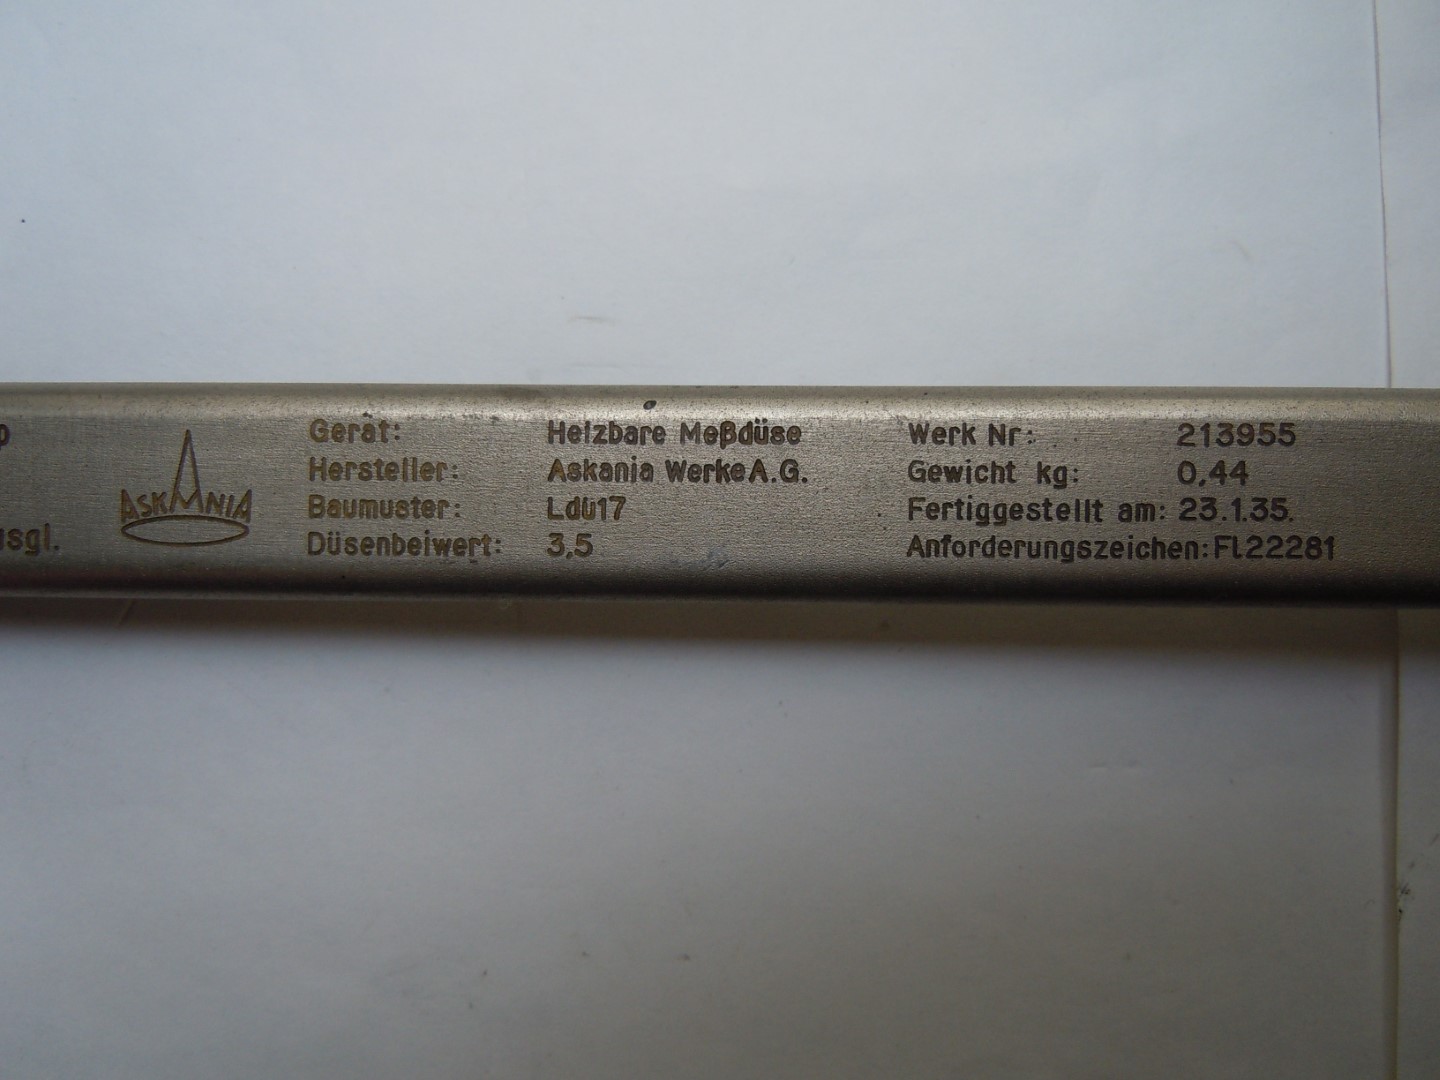 ASKANIA
Gerät: Heizbare Meßdüse
Hersteller: Askania Werke A.G.
Baumuster: Ldü17
Düsenbeiwert: 3,5
Werk Nr: 213955
Gewicht kg: 0,44
Fertiggestellt am: 23.1.35.
Anforderungszeichen: Fl22281